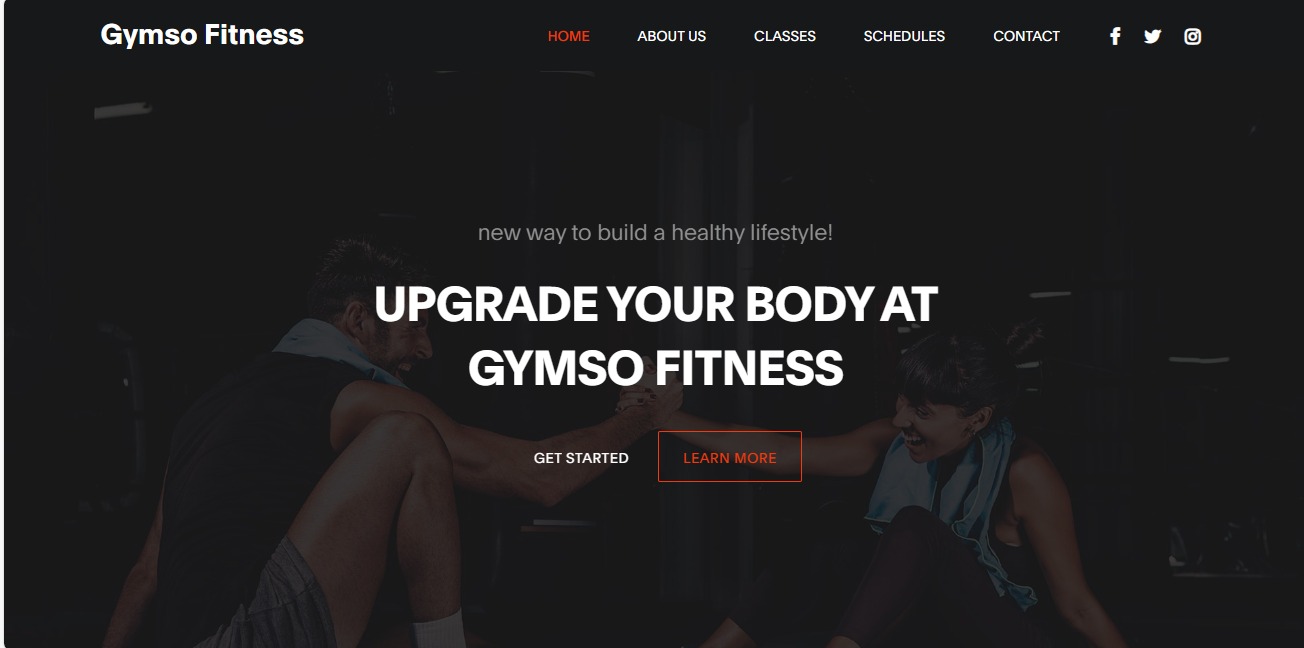 Gymso Fitness
HOME ABOUT US CLASSES SCHEDULES CONTACT
new way to build a healthy lifestyle!
UPGRADE YOUR BODY AT
GYMSO FITNESS
GET STARTED LEARN MORE